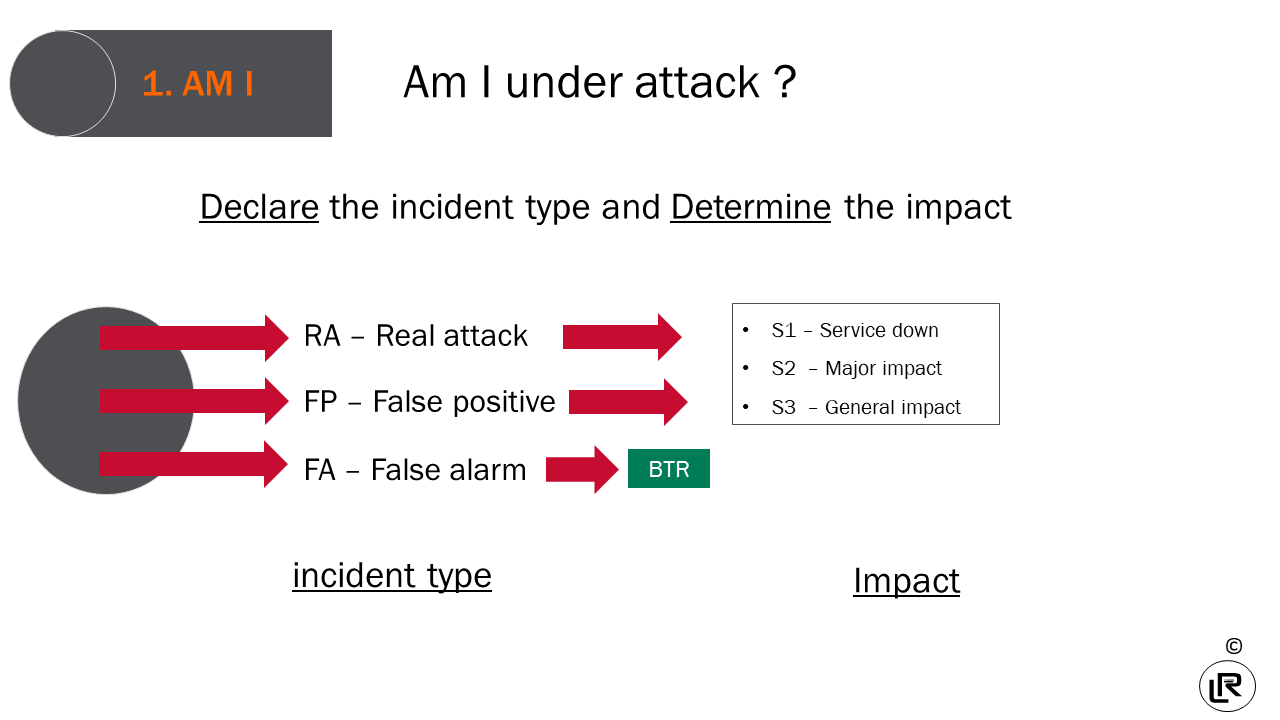 1. AM I
Am I under attack ?
Declare the incident type and Determine the impact
RA – Real attack
FP – False positive
FA – False alarm
BTR
• S1 – Service down
• S2 – Major impact
• S3 – General impact
incident type
Impact
©
LR